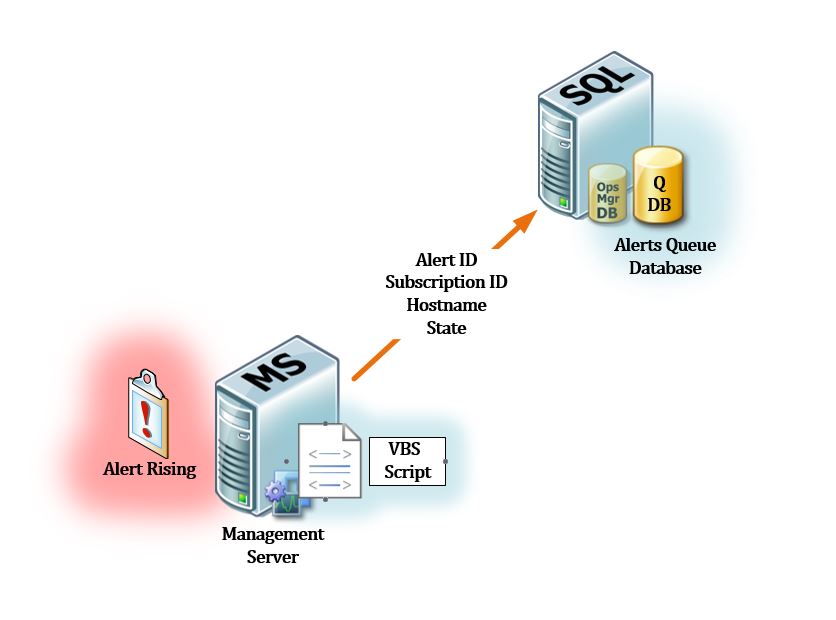 SQL
Ops
Mgr
DB
Q
DB
Alerts Queue
Database
Alert ID
Subscription ID
Hostname
State
MS
Alert Rising
VBS
Script
Management
Server